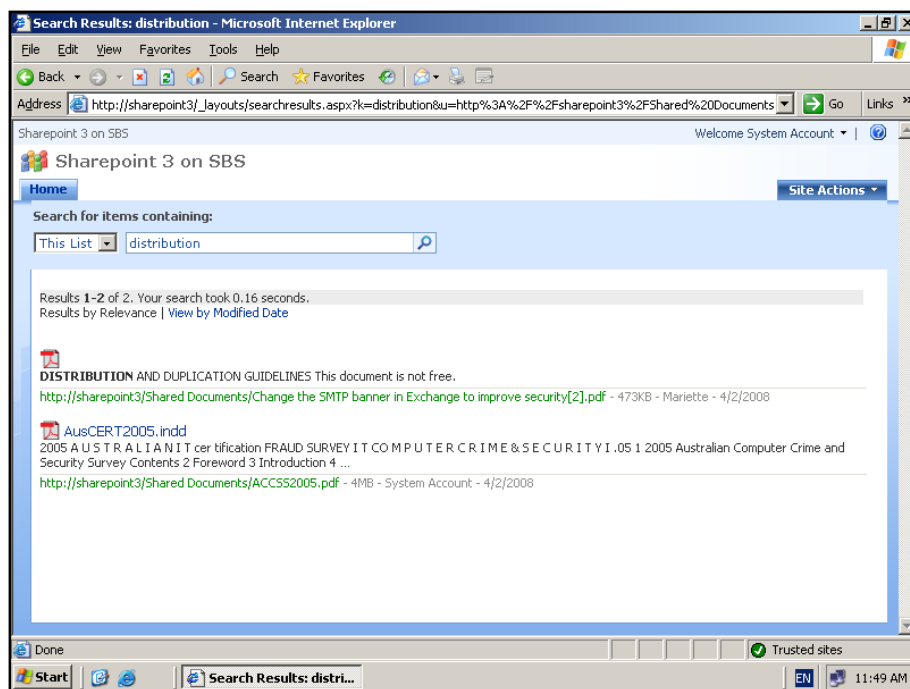 Search Results: distribution - Microsoft Internet Explorer
File Edit View Favorites Tools Help
Back Search Favorites
Address http://sharepoint3/_layouts/searchresults.aspx?k=distribution&u=http%3A%2F%2Fsharepoint3%2FShared%20Documents Go Links »
Sharepoint 3 on SBS Welcome System Account |
Sharepoint 3 on SBS
Home Site Actions
Search for items containing:
This List distribution
Results 1-2 of 2. Your search took 0.16 seconds.
Results by Relevance | View by Modified Date
DISTRIBUTION AND DUPLICATION GUIDELINES This document is not free.
http://sharepoint3/Shared Documents/Change the SMTP banner in Exchange to improve security[2].pdf - 473KB - Mariette - 4/2/2008
AusCERT2005.indd
2005 A U S T R A L I A N I T cer tification FRAUD SURVEY I T C O M P U T E R C R I M E & S E C U R I T Y I .05 1 2005 Australian Computer Crime and
Security Survey Contents 2 Foreword 3 Introduction 4 ...
http://sharepoint3/Shared Documents/ACCSS2005.pdf - 4MB - System Account - 4/2/2008
Done Trusted sites
Start Search Results: distri... EN 11:49 AM